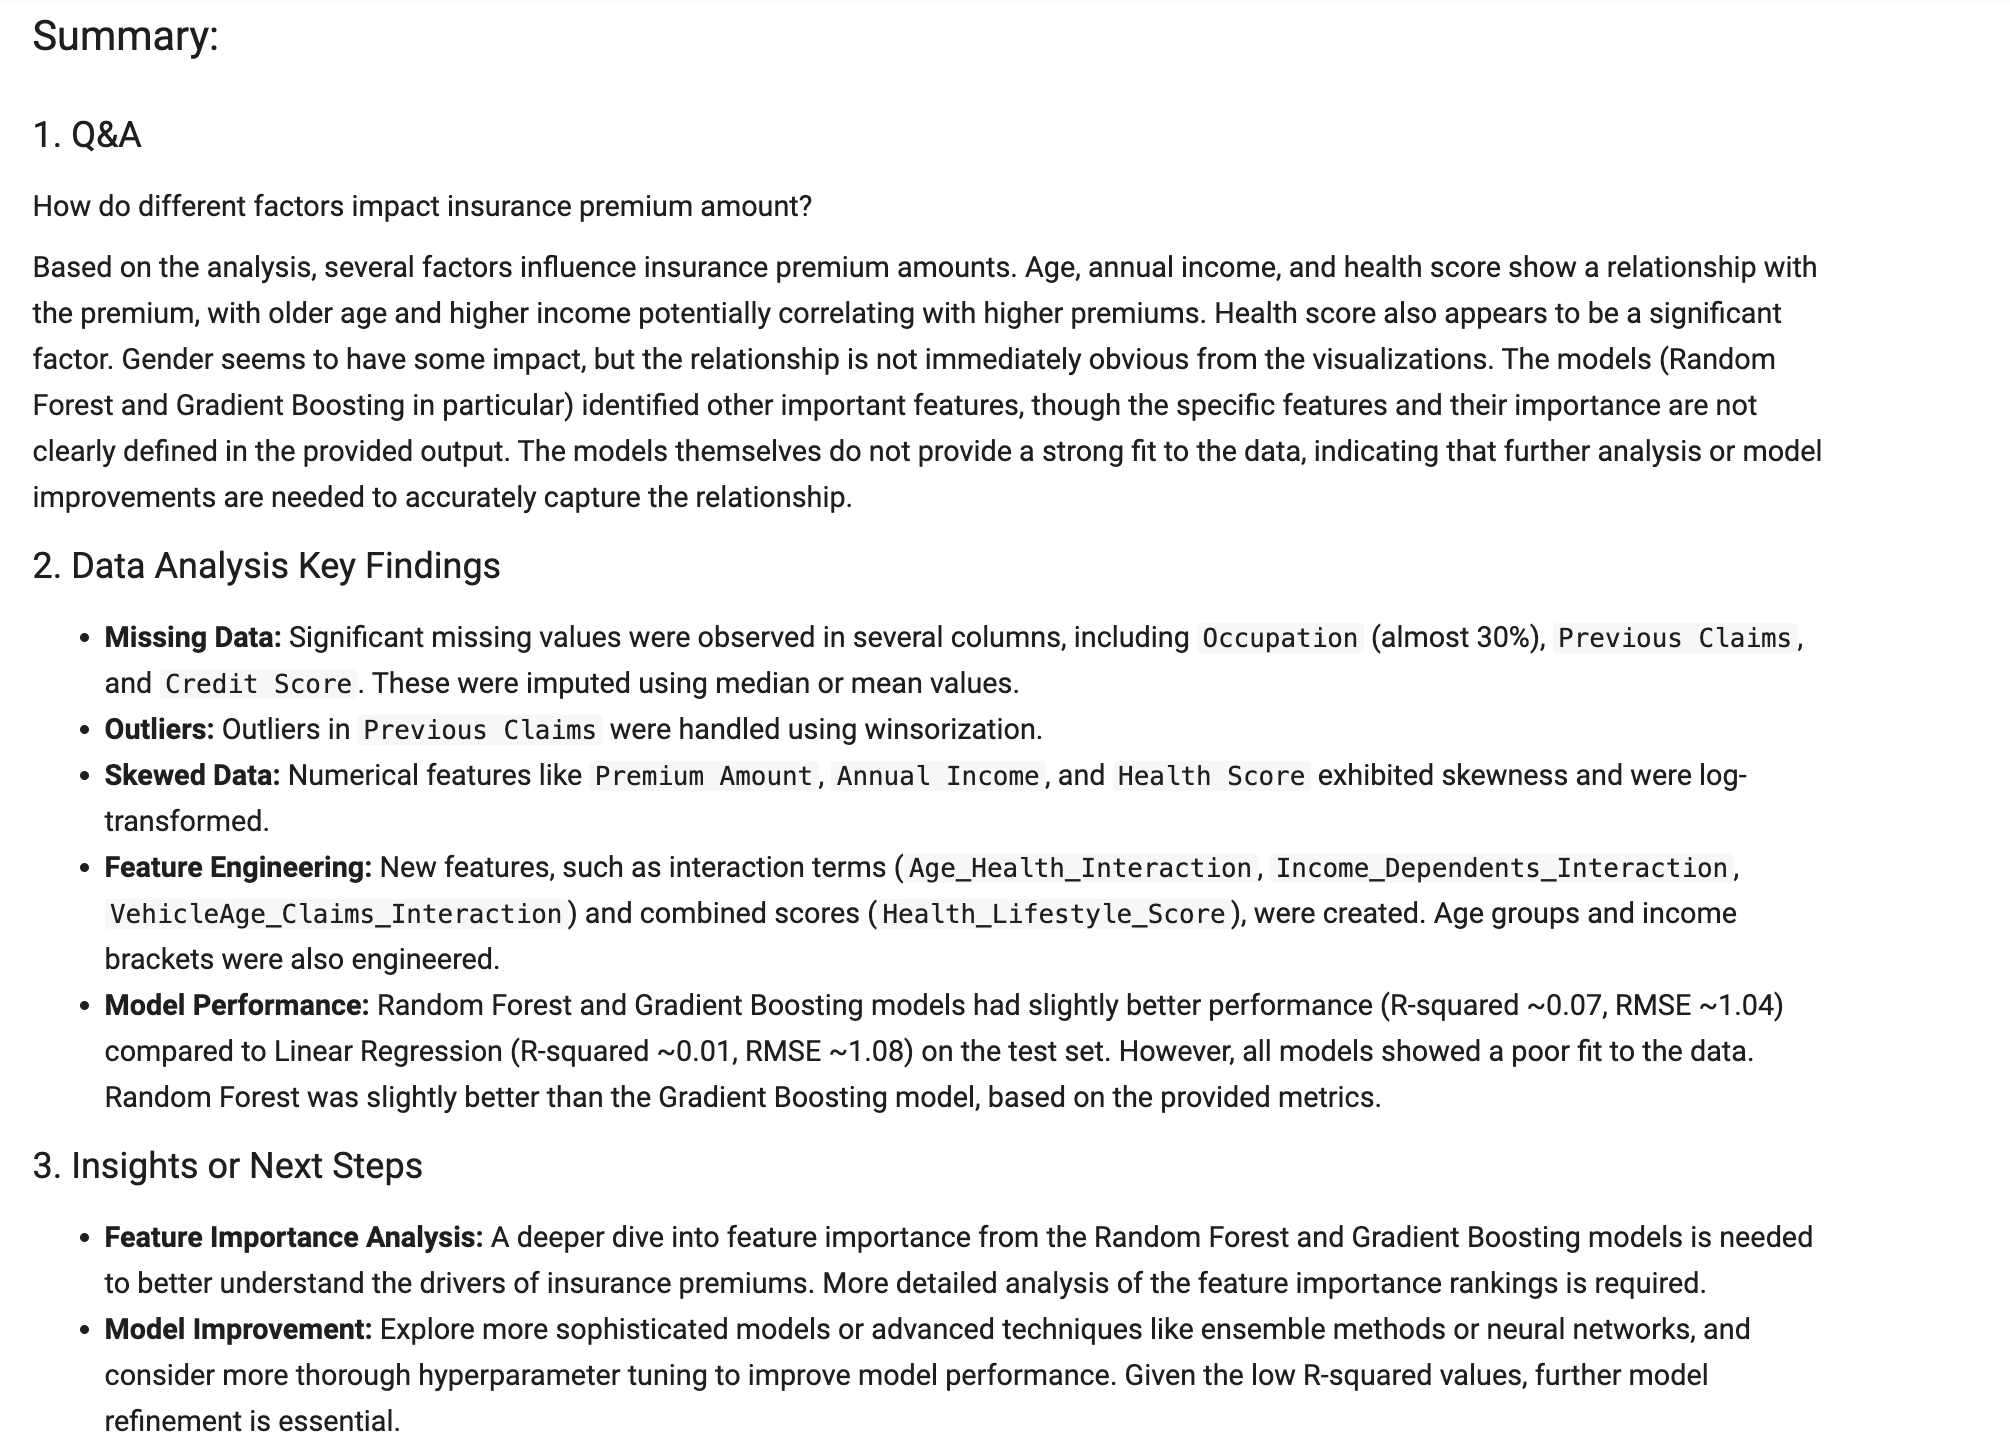 Summary:
1. Q&A
How do different factors impact insurance premium amount?
Based on the analysis, several factors influence insurance premium amounts. Age, annual income, and health score show a relationship with
the premium, with older age and higher income potentially correlating with higher premiums. Health score also appears to be a significant
factor. Gender seems to have some impact, but the relationship is not immediately obvious from the visualizations. The models (Random
Forest and Gradient Boosting in particular) identified other important features, though the specific features and their importance are not
clearly defined in the provided output. The models themselves do not provide a strong fit to the data, indicating that further analysis or model
improvements are needed to accurately capture the relationship.
2. Data Analysis Key Findings
• Missing Data: Significant missing values were observed in several columns, including Occupation (almost 30%), Previous Claims,
and Credit Score. These were imputed using median or mean values.
• Outliers: Outliers in Previous Claims were handled using winsorization.
• Skewed Data: Numerical features like Premium Amount, Annual Income, and Health Score exhibited skewness and were log-
transformed.
• Feature Engineering: New features, such as interaction terms (Age_Health_Interaction, Income_Dependents_Interaction,
VehicleAge_Claims_Interaction) and combined scores (Health_Lifestyle_Score), were created. Age groups and income
brackets were also engineered.
• Model Performance: Random Forest and Gradient Boosting models had slightly better performance (R-squared ~0.07, RMSE ~1.04)
compared to Linear Regression (R-squared ~0.01, RMSE ~1.08) on the test set. However, all models showed a poor fit to the data.
Random Forest was slightly better than the Gradient Boosting model, based on the provided metrics.
3. Insights or Next Steps
• Feature Importance Analysis: A deeper dive into feature importance from the Random Forest and Gradient Boosting models is needed
to better understand the drivers of insurance premiums. More detailed analysis of the feature importance rankings is required.
• Model Improvement: Explore more sophisticated models or advanced techniques like ensemble methods or neural networks, and
consider more thorough hyperparameter tuning to improve model performance. Given the low R-squared values, further model
refinement is essential.